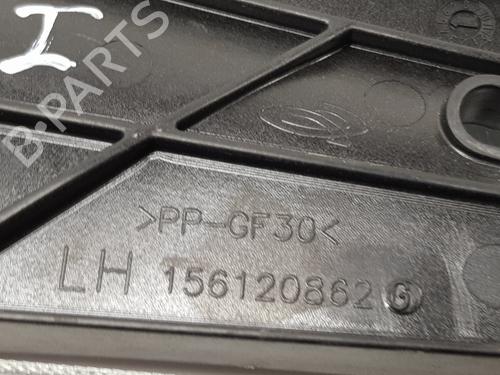 I
B-PARTS
D
>PP-GF30<
LH 156120862 G